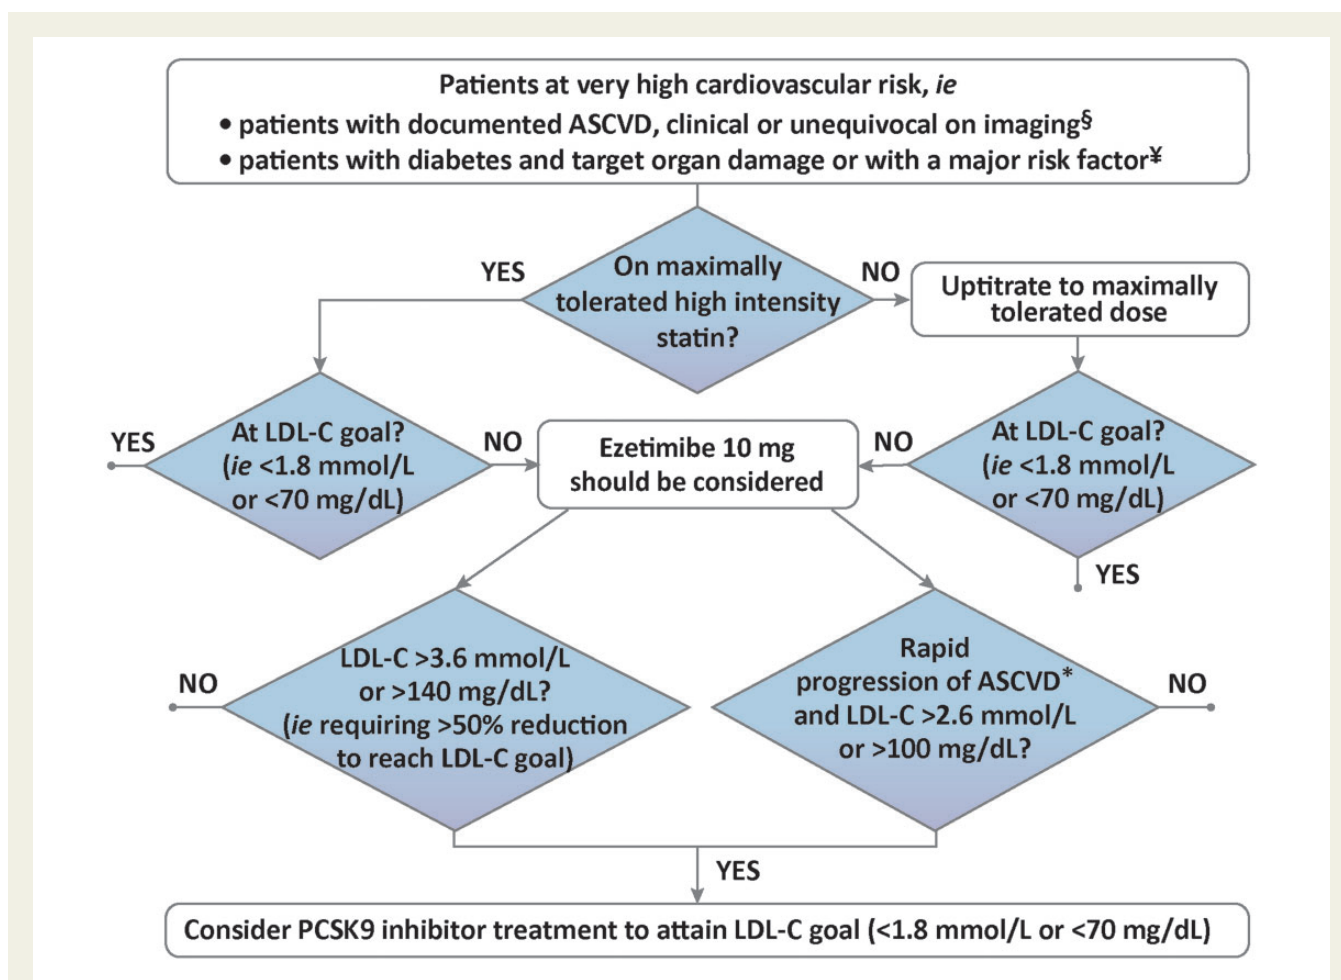 Patients at very high cardiovascular risk, ie
• patients with documented ASCVD, clinical or unequivocal on imaging§
• patients with diabetes and target organ damage or with a major risk factor¥
On maximally
tolerated high intensity
statin?
YES
NO
Uptitrate to maximally
tolerated dose
At LDL-C goal?
(ie <1.8 mmol/L
or <70 mg/dL)
YES
NO
Ezetimibe 10 mg
should be considered
NO
At LDL-C goal?
(ie <1.8 mmol/L
or <70 mg/dL)
YES
NO
LDL-C >3.6 mmol/L
or >140 mg/dL?
(ie requiring >50% reduction
to reach LDL-C goal)
Rapid
progression of ASCVD*
and LDL-C >2.6 mmol/L
or >100 mg/dL?
NO
YES
Consider PCSK9 inhibitor treatment to attain LDL-C goal (<1.8 mmol/L or <70 mg/dL)